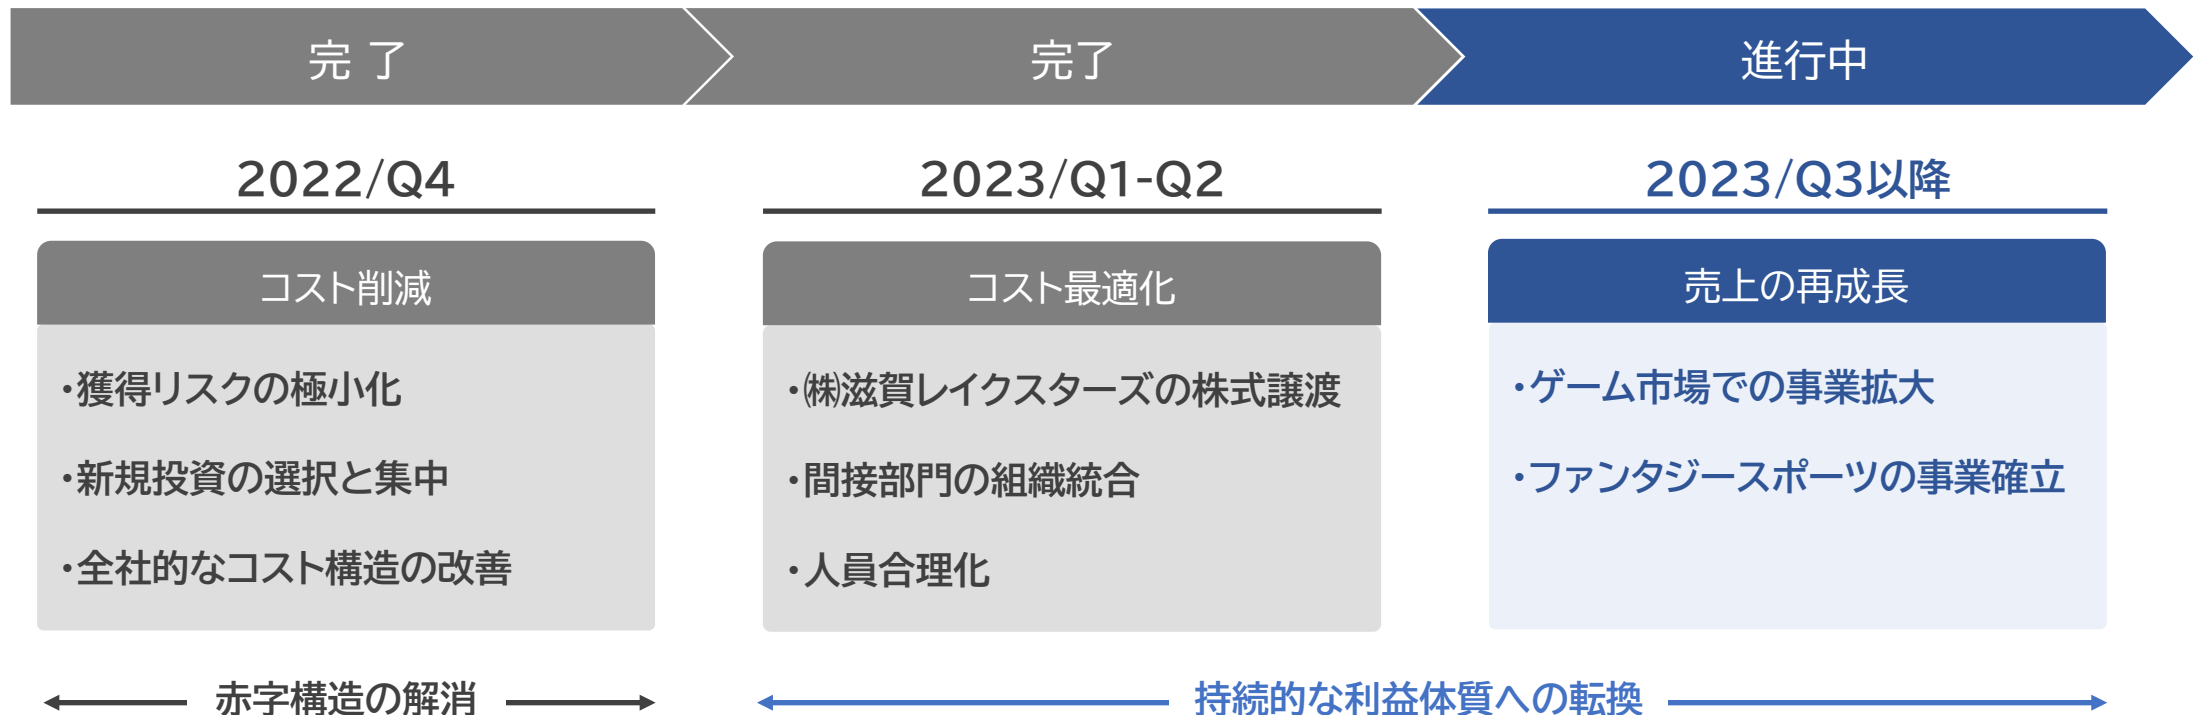 完 了
完了
進行中
2022/Q4
2023/Q1-Q2
2023/Q3以降
コスト削減
・獲得リスクの極小化
・新規投資の選択と集中
・全社的なコスト構造の改善
コスト最適化
・㈱滋賀レイクスターズの株式譲渡
・間接部門の組織統合
・人員合理化
売上の再成長
・ゲーム市場での事業拡大
・ファンタジースポーツの事業確立
赤字構造の解消
持続的な利益体質への転換